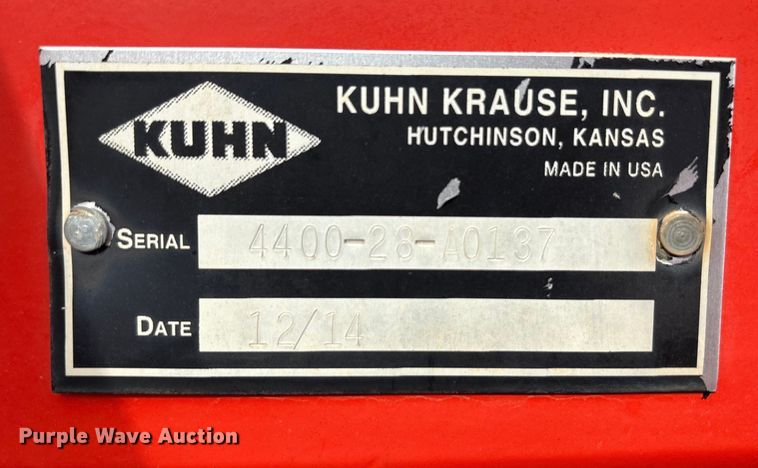 KUHN
KUHN KRAUSE, INC.
HUTCHINSON, KANSAS
MADE IN USA
SERIAL 4400-28-A0137
DATE 12/14
Purple Wave Auction